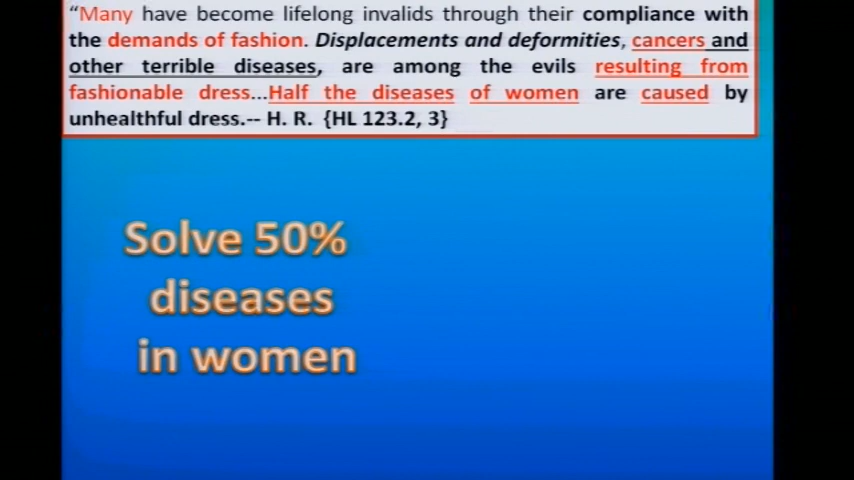 “Many have become lifelong invalids through their compliance with
the demands of fashion. Displacements and deformities, cancers and
other terrible diseases, are among the evils resulting from
fashionable dress...Half the diseases of women are caused by
unhealthful dress.-- H. R. {HL 123.2, 3}
Solve 50%
diseases
in women